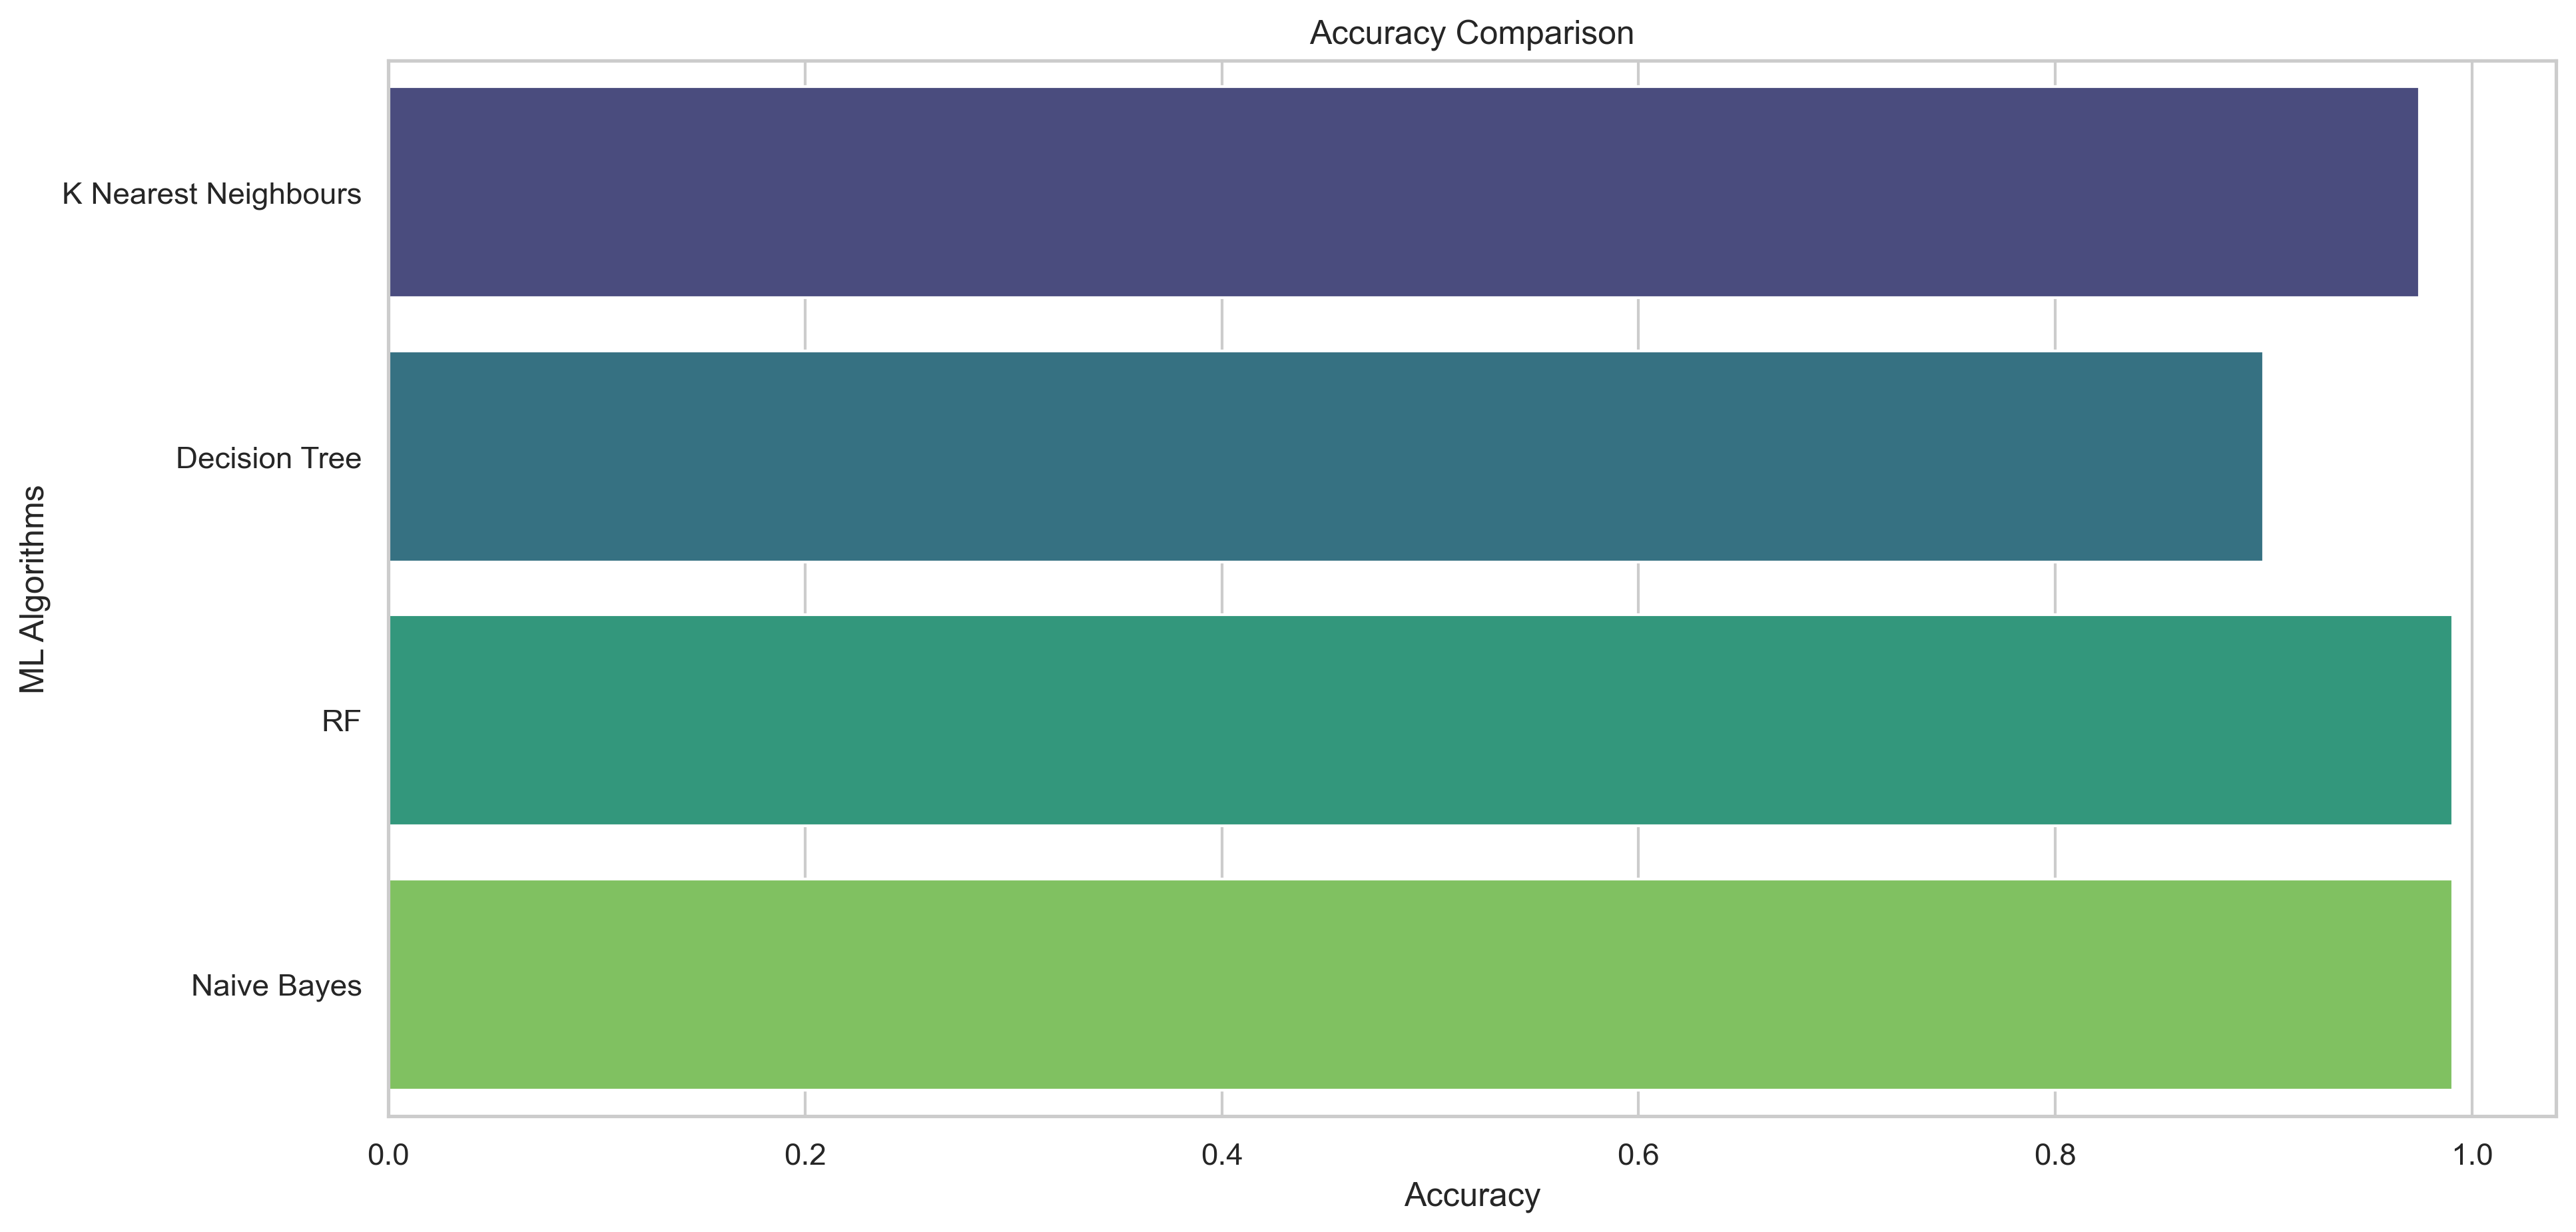 Accuracy Comparison
K Nearest Neighbours
Decision Tree
RF
Naive Bayes
ML Algorithms
0.0 0.2 0.4 0.6 0.8 1.0
Accuracy